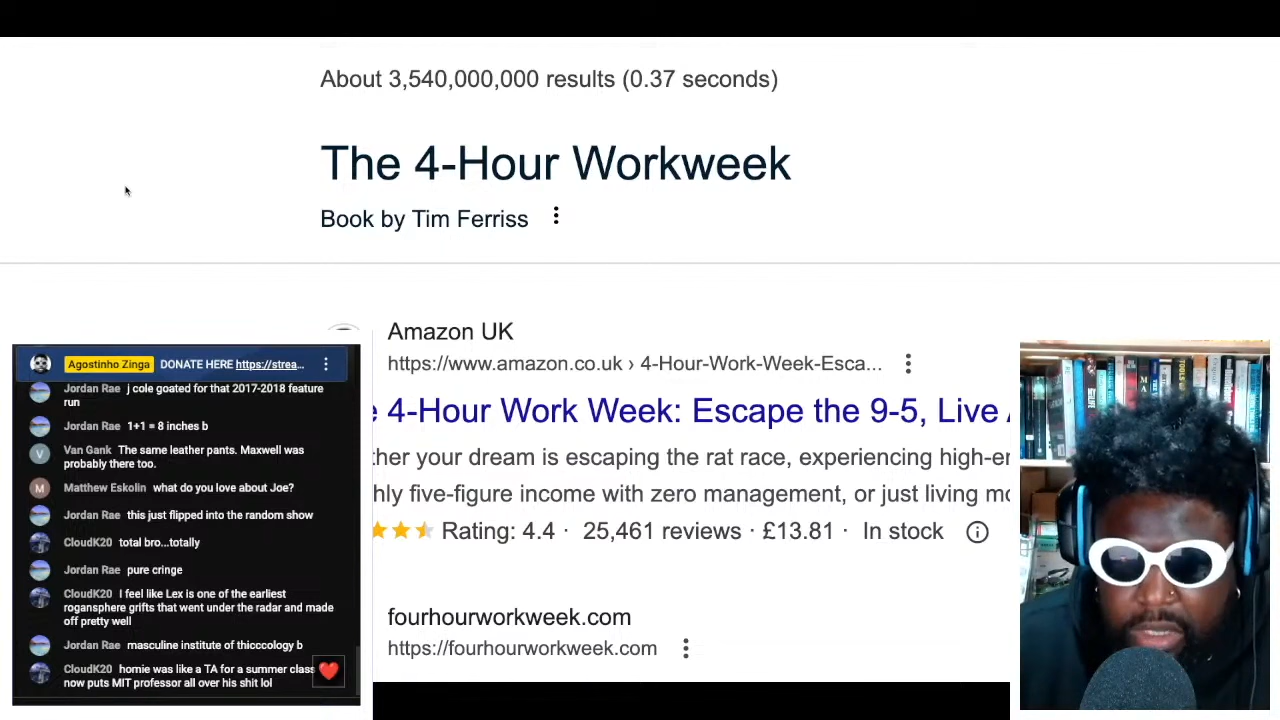 About 3,540,000,000 results (0.37 seconds)
The 4-Hour Workweek
Book by Tim Ferriss
Amazon UK
https://www.amazon.co.uk › 4-Hour-Work-Week-Esca...
4-Hour Work Week: Escape the 9-5, Live
your dream is escaping the rat race, experiencing
five-figure income with zero management, or just living
Rating: 4.4 · 25,461 reviews · £13.81 · In stock
fourhourworkweek.com
https://fourhourworkweek.com
Agostinho Zinga DONATE HERE https://strea...
Jordan Rae j cole goated for that 2017-2018 feature
run
Jordan Rae 1+1 = 8 inches b
V Van Gank The same leather pants. Maxwell was
probably there too.
M Matthew Eskolin what do you love about Joe?
Jordan Rae this just flipped into the random show
CloudK20 total bro...totally
Jordan Rae pure cringe
CloudK20 I feel like Lex is one of the earliest
rogansphere grifts that went under the radar and made
off pretty well
Jordan Rae masculine institute of thicccology b
CloudK20 homie was like a TA for a summer class
now puts MIT professor all over his shit lol